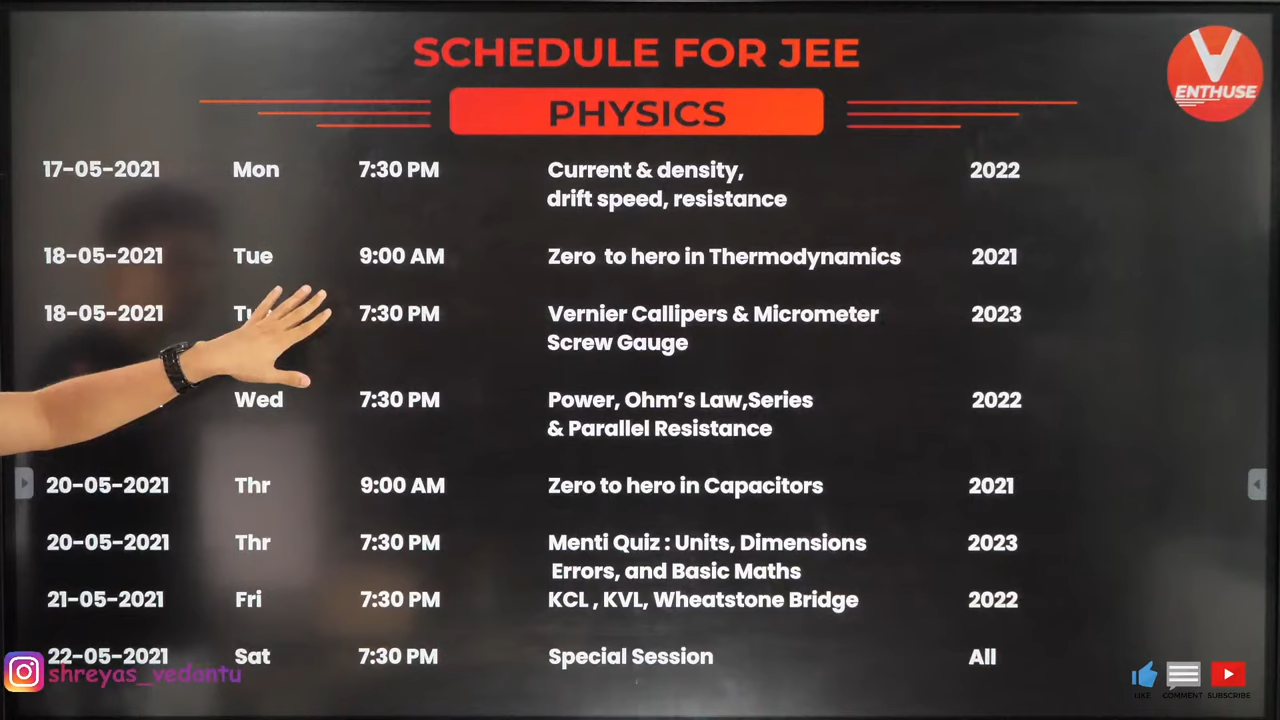 SCHEDULE FOR JEE
ENTHUSE
PHYSICS
17-05-2021 Mon 7:30 PM Current & density, 2022
drift speed, resistance
18-05-2021 Tue 9:00 AM Zero to hero in Thermodynamics 2021
18-05-2021 7:30 PM Vernier Callipers & Micrometer 2023
Screw Gauge
Wed 7:30 PM Power, Ohm's Law,Series 2022
& Parallel Resistance
20-05-2021 Thr 9:00 AM Zero to hero in Capacitors 2021
20-05-2021 Thr 7:30 PM Menti Quiz : Units, Dimensions 2023
Errors, and Basic Maths
21-05-2021 Fri 7:30 PM KCL , KVL, Wheatstone Bridge 2022
22-05-2021 Sat 7:30 PM Special Session All
shreyas_vedantu
LIKE COMMENT SUBSCRIBE